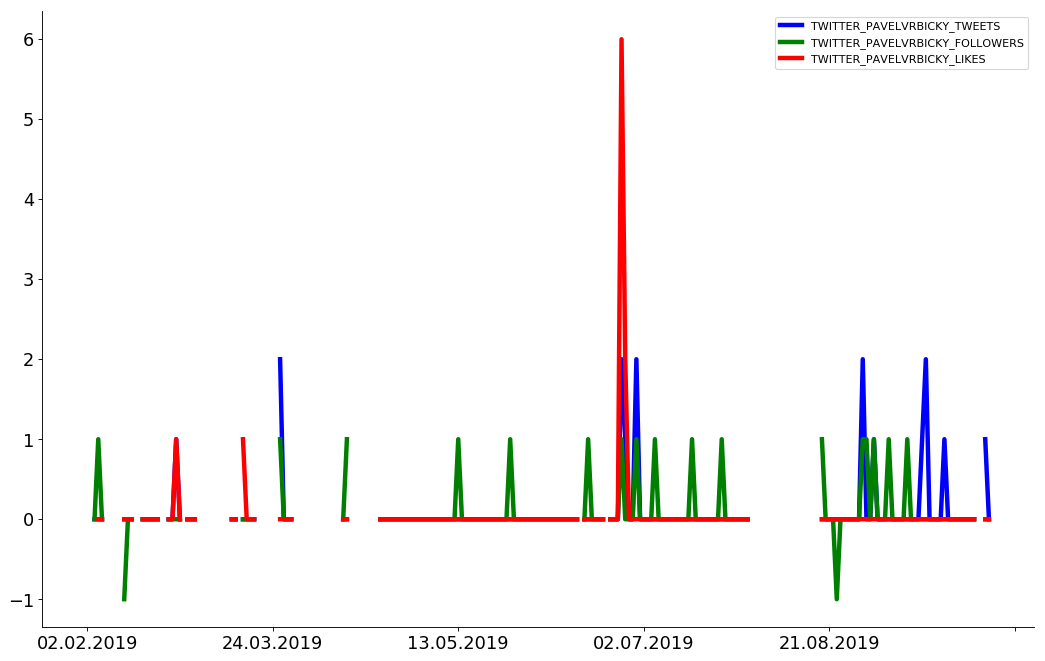 TWITTER_PAVELVRBICKY_TWEETS
TWITTER_PAVELVRBICKY_FOLLOWERS
TWITTER_PAVELVRBICKY_LIKES
6
5
4
3
2
1
0
−1
02.02.2019 24.03.2019 13.05.2019 02.07.2019 21.08.2019